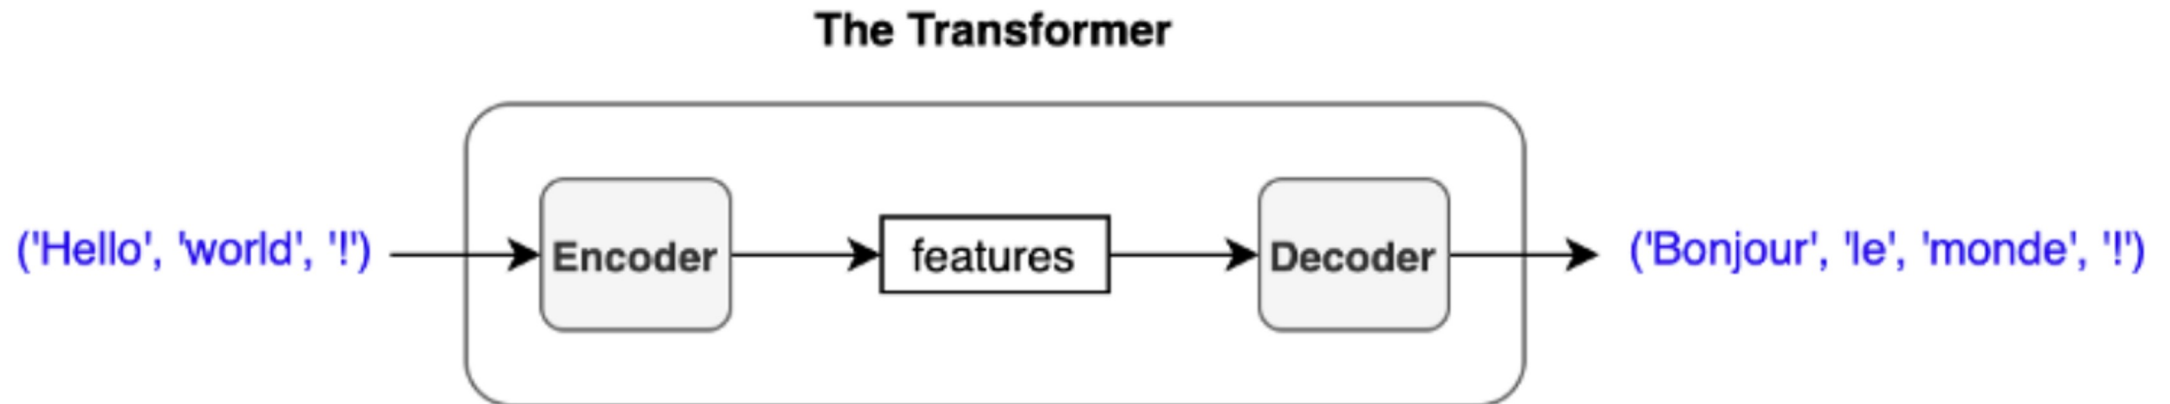 The Transformer
('Hello', 'world', '!') Encoder features Decoder ('Bonjour', 'le', 'monde', '!')